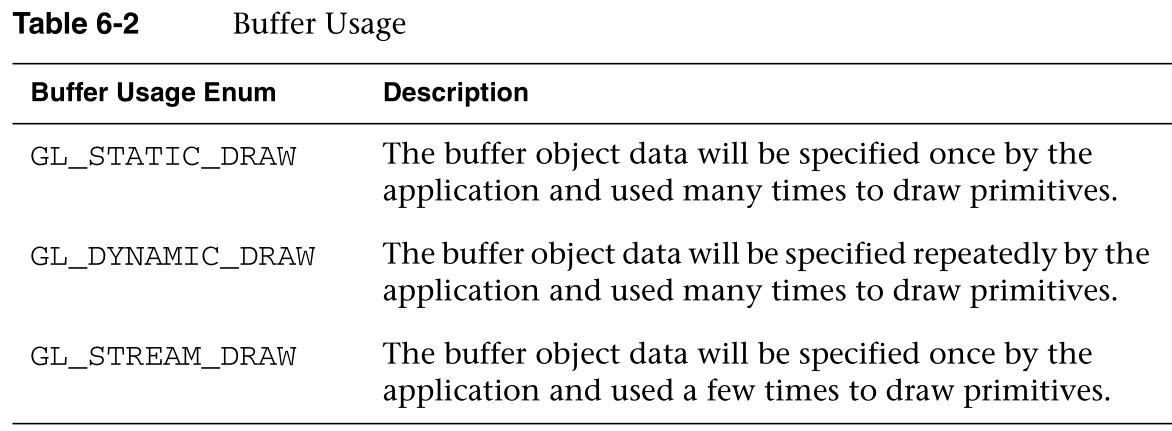 Table 6-2 Buffer Usage
Buffer Usage Enum Description
GL_STATIC_DRAW The buffer object data will be specified once by the
application and used many times to draw primitives.
GL_DYNAMIC_DRAW The buffer object data will be specified repeatedly by the
application and used many times to draw primitives.
GL_STREAM_DRAW The buffer object data will be specified once by the
application and used a few times to draw primitives.